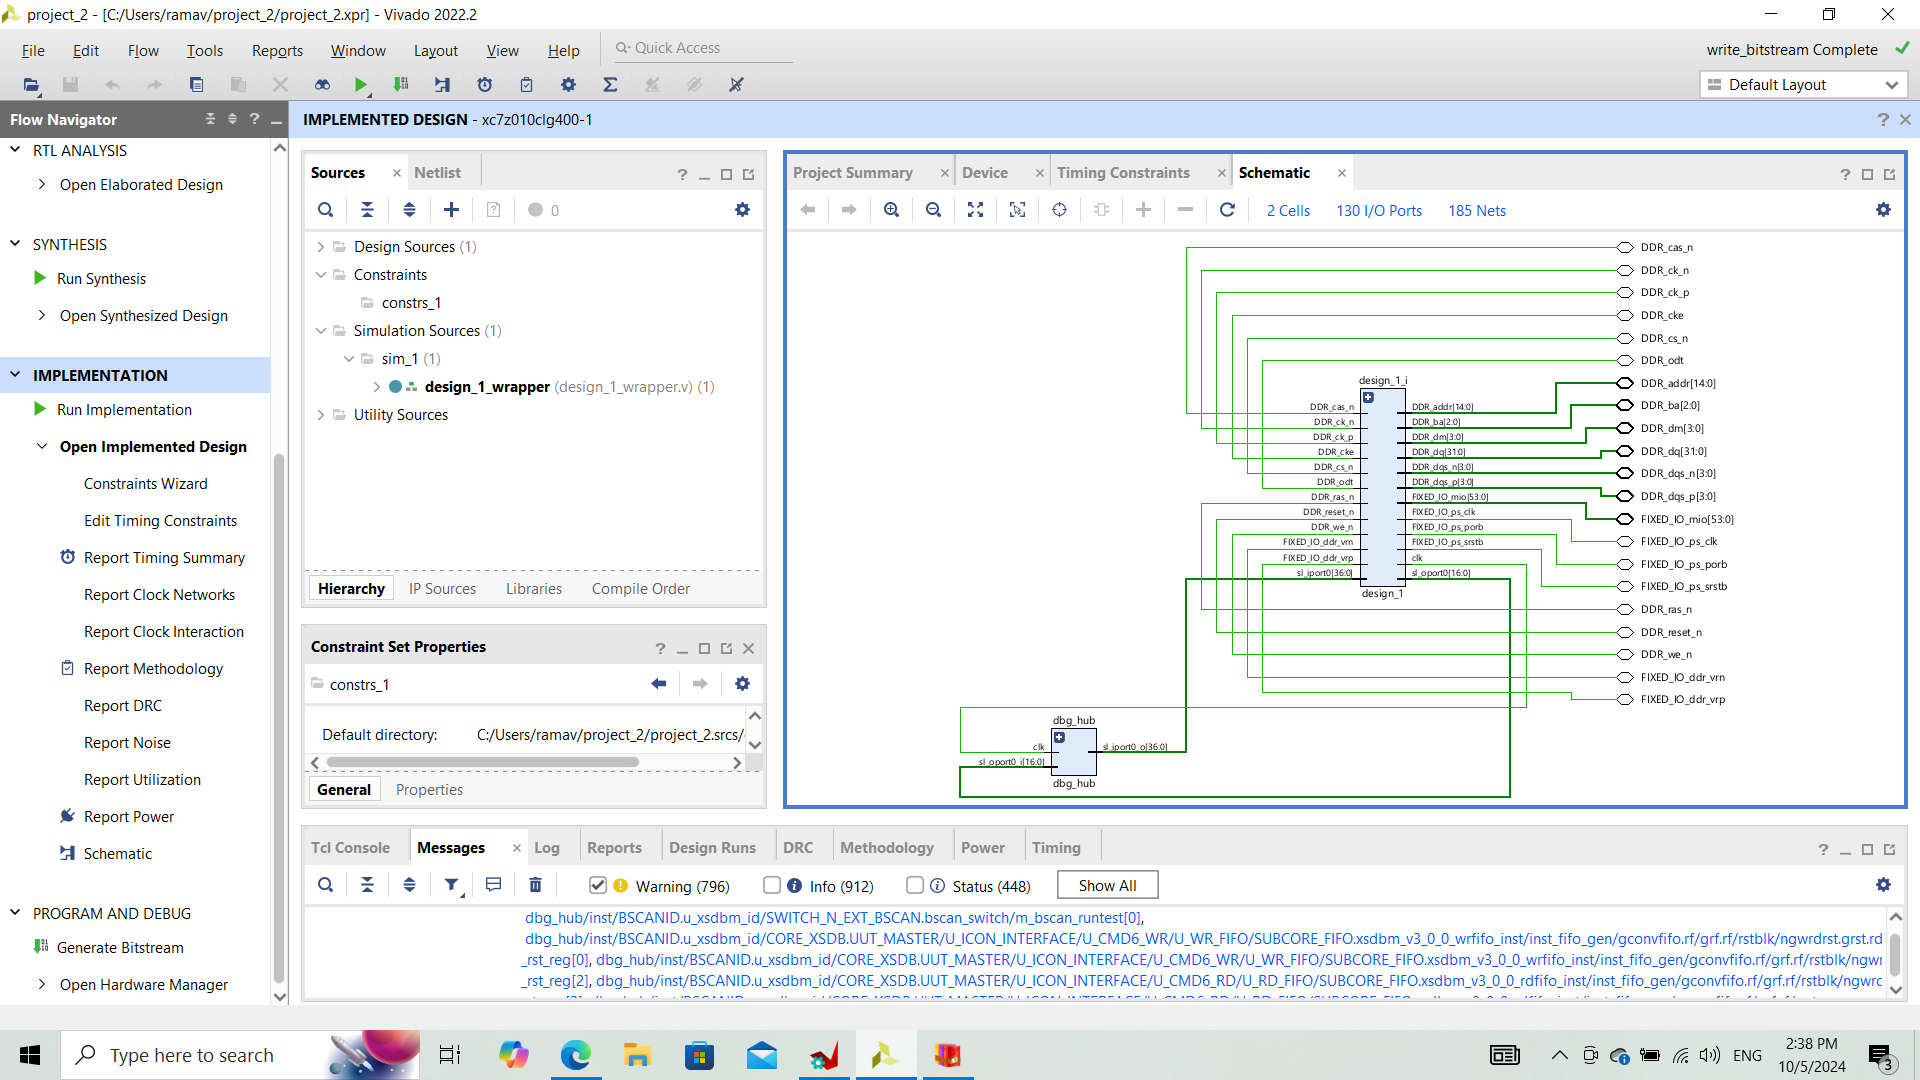 project_2 - [C:/Users/ramav/project_2/project_2.xpr] - Vivado 2022.2
File Edit Flow Tools Reports Window Layout View Help
Quick Access
write_bitstream Complete
Default Layout
Flow Navigator
RTL ANALYSIS
Open Elaborated Design
SYNTHESIS
Run Synthesis
Open Synthesized Design
IMPLEMENTATION
Run Implementation
Open Implemented Design
Constraints Wizard
Edit Timing Constraints
Report Timing Summary
Report Clock Networks
Report Clock Interaction
Report Methodology
Report DRC
Report Noise
Report Utilization
Report Power
Schematic
PROGRAM AND DEBUG
Generate Bitstream
Open Hardware Manager
IMPLEMENTED DESIGN - xc7z010clg400-1
Sources Netlist
0
Design Sources (1)
Constraints
constrs_1
Simulation Sources (1)
sim_1 (1)
design_1_wrapper (design_1_wrapper.v) (1)
Utility Sources
Hierarchy IP Sources Libraries Compile Order
Constraint Set Properties
constrs_1
Default directory: C:/Users/ramav/project_2/project_2.srcs/
General Properties
Project Summary Device Timing Constraints Schematic
2 Cells 130 I/O Ports 185 Nets
design_1_i
DDR_cas_n
DDR_ck_n
DDR_ck_p
DDR_cke
DDR_cs_n
DDR_odt
DDR_ras_n
DDR_reset_n
DDR_we_n
FIXED_IO_ddr_vrn
FIXED_IO_ddr_vrp
sl_iport0[36:0]
DDR_addr[14:0]
DDR_ba[2:0]
DDR_dm[3:0]
DDR_dq[31:0]
DDR_dqs_n[3:0]
DDR_dqs_p[3:0]
FIXED_IO_mio[53:0]
FIXED_IO_ps_clk
FIXED_IO_ps_porb
FIXED_IO_ps_srstb
clk
sl_oport0[16:0]
design_1
DDR_cas_n
DDR_ck_n
DDR_ck_p
DDR_cke
DDR_cs_n
DDR_odt
DDR_addr[14:0]
DDR_ba[2:0]
DDR_dm[3:0]
DDR_dq[31:0]
DDR_dqs_n[3:0]
DDR_dqs_p[3:0]
FIXED_IO_mio[53:0]
FIXED_IO_ps_clk
FIXED_IO_ps_porb
FIXED_IO_ps_srstb
DDR_ras_n
DDR_reset_n
DDR_we_n
FIXED_IO_ddr_vrn
FIXED_IO_ddr_vrp
dbg_hub
clk
sl_oport0_i[16:0]
sl_iport0_o[36:0]
dbg_hub
Tcl Console Messages Log Reports Design Runs DRC Methodology Power Timing
Warning (796) Info (912) Status (448) Show All
dbg_hub/inst/BSCANID.u_xsdbm_id/SWITCH_N_EXT_BSCAN.bscan_switch/m_bscan_runtest[0],
dbg_hub/inst/BSCANID.u_xsdbm_id/CORE_XSDB.UUT_MASTER/U_ICON_INTERFACE/U_CMD6_WR/U_WR_FIFO/SUBCORE_FIFO.xsdbm_v3_0_0_wrfifo_inst/inst_fifo_gen/gconvfifo.rf/grf.rf/rstblk/ngwrdrst.grst.rd
_rst_reg[0], dbg_hub/inst/BSCANID.u_xsdbm_id/CORE_XSDB.UUT_MASTER/U_ICON_INTERFACE/U_CMD6_WR/U_WR_FIFO/SUBCORE_FIFO.xsdbm_v3_0_0_wrfifo_inst/inst_fifo_gen/gconvfifo.rf/grf.rf/rstblk/ngwr
_rst_reg[2], dbg_hub/inst/BSCANID.u_xsdbm_id/CORE_XSDB.UUT_MASTER/U_ICON_INTERFACE/U_CMD6_RD/U_RD_FIFO/SUBCORE_FIFO.xsdbm_v3_0_0_rdfifo_inst/inst_fifo_gen/gconvfifo.rf/grf.rf/rstblk/ngwrc
Type here to search
ENG
2:38 PM
10/5/2024
3